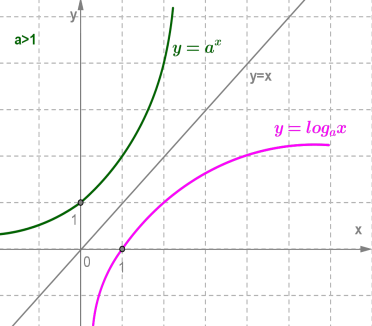 y
a>1
y = a^x
y=x
y = log_a x
x
1
0
1